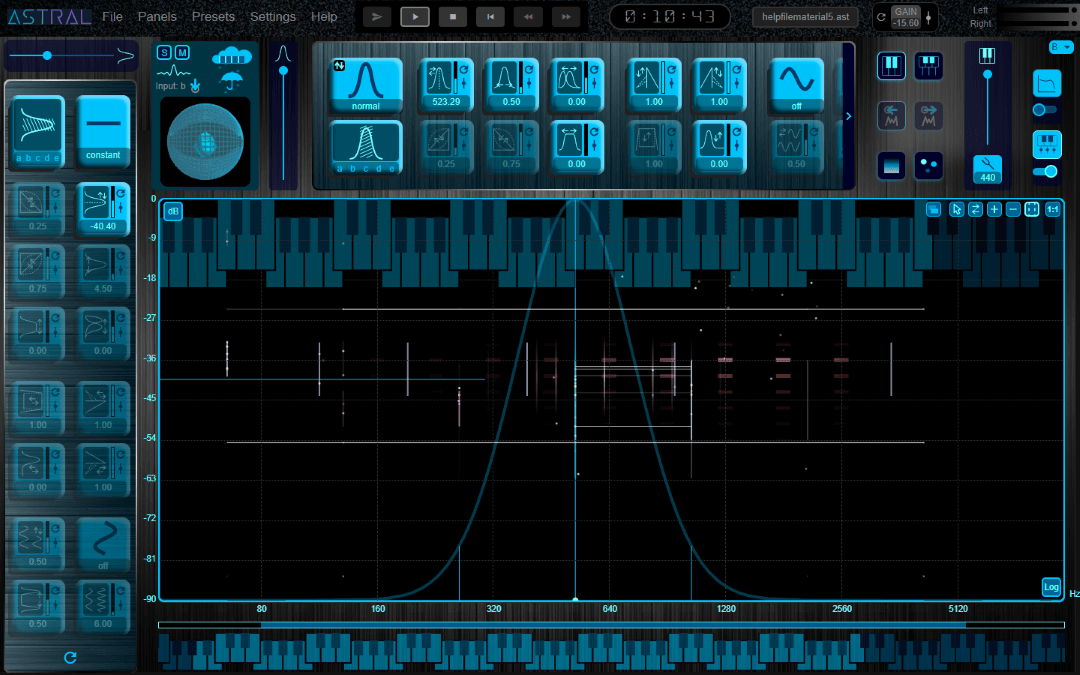 ASTRAL File Panels Presets Settings Help
0:10:43
helpfilematerial5.ast
GAIN
-15.60
Left
Right
S M
Input: b
normal
523.29 0.50 0.00 1.00 1.00 off
a b c d e
0.25 0.75 0.00 1.00 0.00 0.50
440
B
a b c d e
constant
0.25 -40.40
0.75 4.50
0.00 0.00
1.00 1.00
0.00 -1.00
0.50 off
0.50 6.00
dB
1:1
0
-9
-18
-27
-36
-45
-54
-63
-72
-81
-90
Log
Hz
80 160 320 640 1280 2560 5120